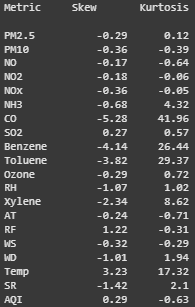 Metric Skew Kurtosis
PM2.5 -0.29 0.12
PM10 -0.36 -0.39
NO -0.17 -0.64
NO2 -0.18 -0.06
NOx -0.36 -0.05
NH3 -0.68 4.32
CO -5.28 41.96
SO2 0.27 0.57
Benzene -4.14 26.44
Toluene -3.82 29.37
Ozone -0.29 0.72
RH -1.07 1.02
Xylene -2.34 8.62
AT -0.24 -0.71
RF 1.22 -0.31
WS -0.32 -0.29
WD -1.01 1.94
Temp 3.23 17.32
SR -1.42 2.1
AQI 0.29 -0.63